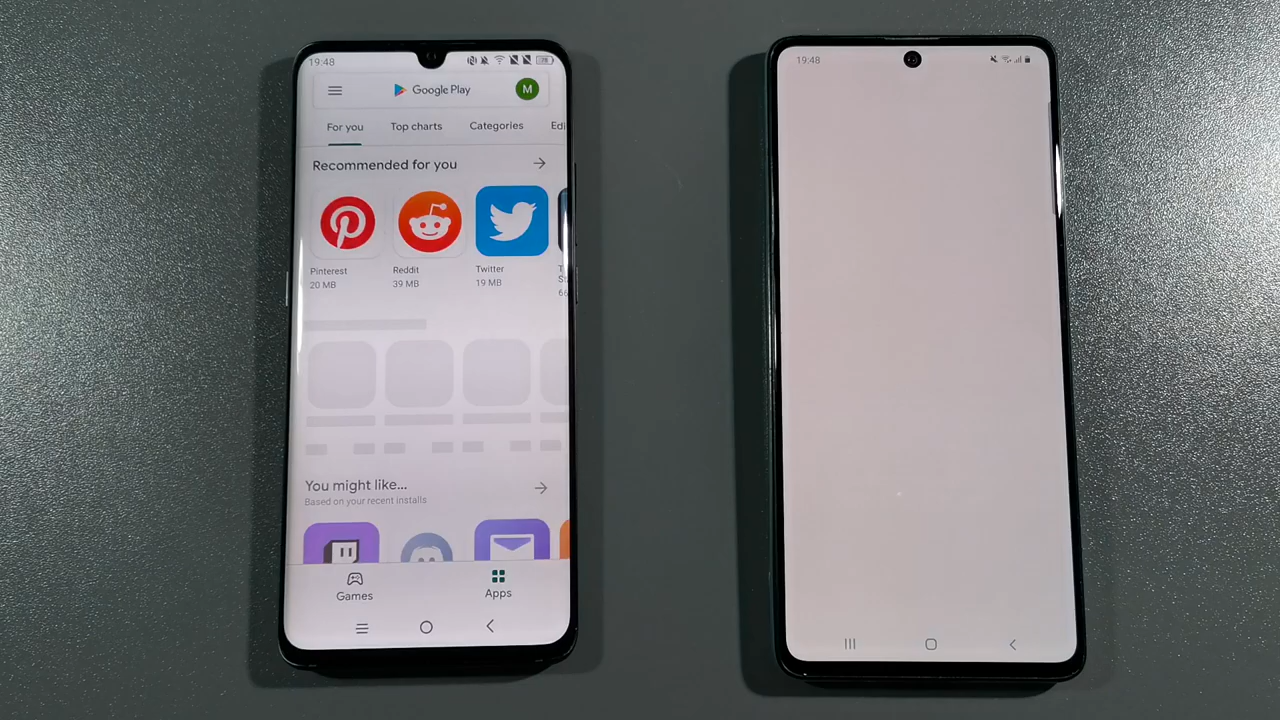 19:48
Google Play
M
For you
Top charts
Categories
Edi
Recommended for you
Pinterest
20 MB
Reddit
39 MB
Twitter
19 MB
You might like...
Based on your recent installs
Games
Apps
19:48